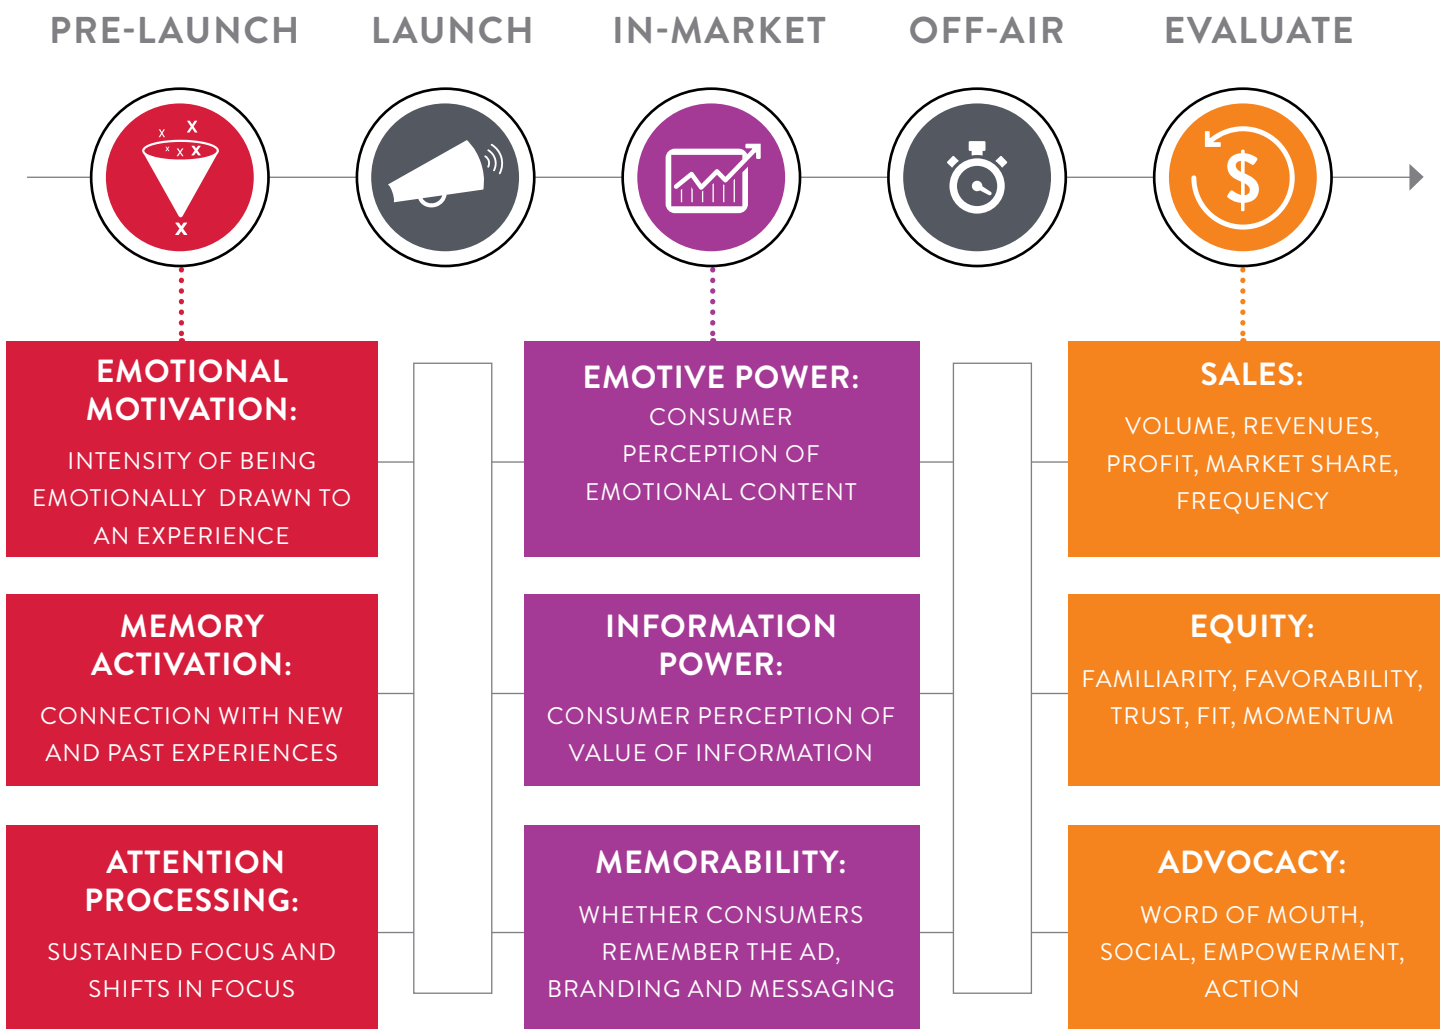 PRE-LAUNCH
LAUNCH
IN-MARKET
OFF-AIR
EVALUATE
X
X
X
X
X
X
$
EMOTIONAL
MOTIVATION:
INTENSITY OF BEING
EMOTIONALLY DRAWN TO
AN EXPERIENCE
EMOTIVE POWER:
CONSUMER
PERCEPTION OF
EMOTIONAL CONTENT
SALES:
VOLUME, REVENUES,
PROFIT, MARKET SHARE,
FREQUENCY
MEMORY
ACTIVATION:
CONNECTION WITH NEW
AND PAST EXPERIENCES
INFORMATION
POWER:
CONSUMER PERCEPTION OF
VALUE OF INFORMATION
EQUITY:
FAMILIARITY, FAVORABILITY,
TRUST, FIT, MOMENTUM
ATTENTION
PROCESSING:
SUSTAINED FOCUS AND
SHIFTS IN FOCUS
MEMORABILITY:
WHETHER CONSUMERS
REMEMBER THE AD,
BRANDING AND MESSAGING
ADVOCACY:
WORD OF MOUTH,
SOCIAL, EMPOWERMENT,
ACTION